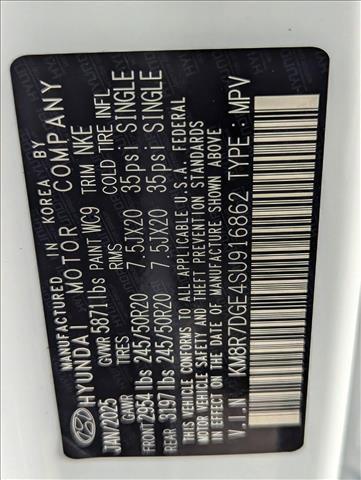 MANUFACTURED IN KOREA BY
HYUNDAI MOTOR COMPANY
JAN/2025 GVWR 5871lbs PAINT WC9 TRIM NKE
GAWR TIRES RIMS COLD TIRE INFL
FRONT 2954 lbs 245/50R20 7.5JX20 35psi SINGLE
REAR 3197 lbs 245/50R20 7.5JX20 35psi SINGLE
THIS VEHICLE CONFORMS TO ALL APPLICABLE U.S.A. FEDERAL
MOTOR VEHICLE SAFETY, BUMPER, AND THEFT PREVENTION STANDARDS
IN EFFECT ON THE DATE OF MANUFACTURE SHOWN ABOVE
V.I.N : KM8R7DGE4SU916862 TYPE : MPV